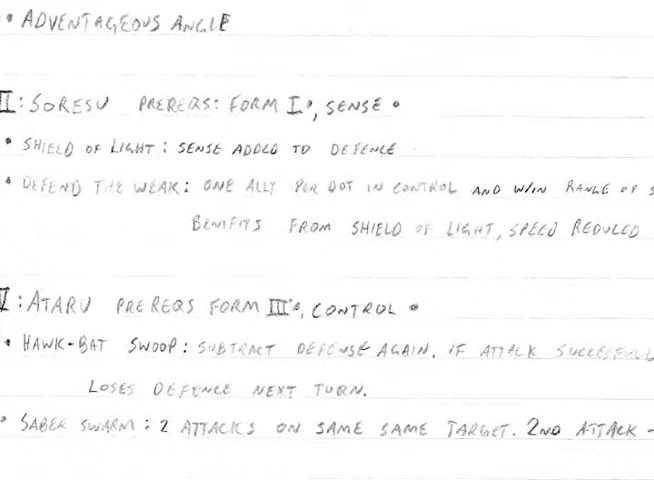 • ADVENTAGEOUS ANGLE
II: SORESU PREREQS: FORM I•, SENSE •
• SHIELD OF LIGHT: SENSE ADDED TO DEFENCE
• DEFEND THE WEAK: ONE ALLY PER DOT IN CONTROL AND W/IN RANGE OF S
BENEFITS FROM SHIELD OF LIGHT, SPEED REDUCED
V: ATARU PREREQS FORM III•, CONTROL •
• HAWK-BAT SWOOP: SUBTRACT DEFENSE AGAIN. IF ATTACK SUCCESSFULL
LOSES DEFENCE NEXT TURN.
• SABER SWARM: 2 ATTACKS ON SAME SAME TARGET. 2ND ATTACK -